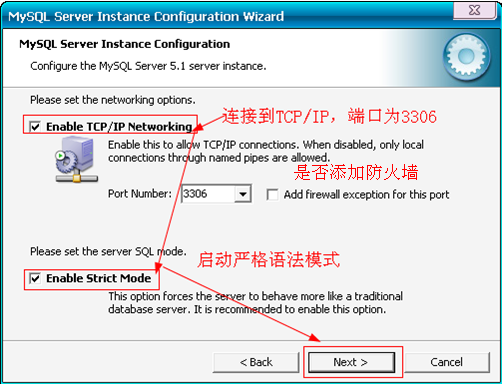 MySQL Server Instance Configuration Wizard
MySQL Server Instance Configuration
Configure the MySQL Server 5.1 server instance.
Please set the networking options.
Enable TCP/IP Networking
连接到TCP/IP，端口为3306
Enable this to allow TCP/IP connections. When disabled, only local
connections through named pipes are allowed.
是否添加防火墙
Port Number: 3306 Add firewall exception for this port
Please set the server SQL mode.
启动严格语法模式
Enable Strict Mode
This option forces the server to behave more like a traditional
database server. It is recommended to enable this option.
< Back Next > Cancel